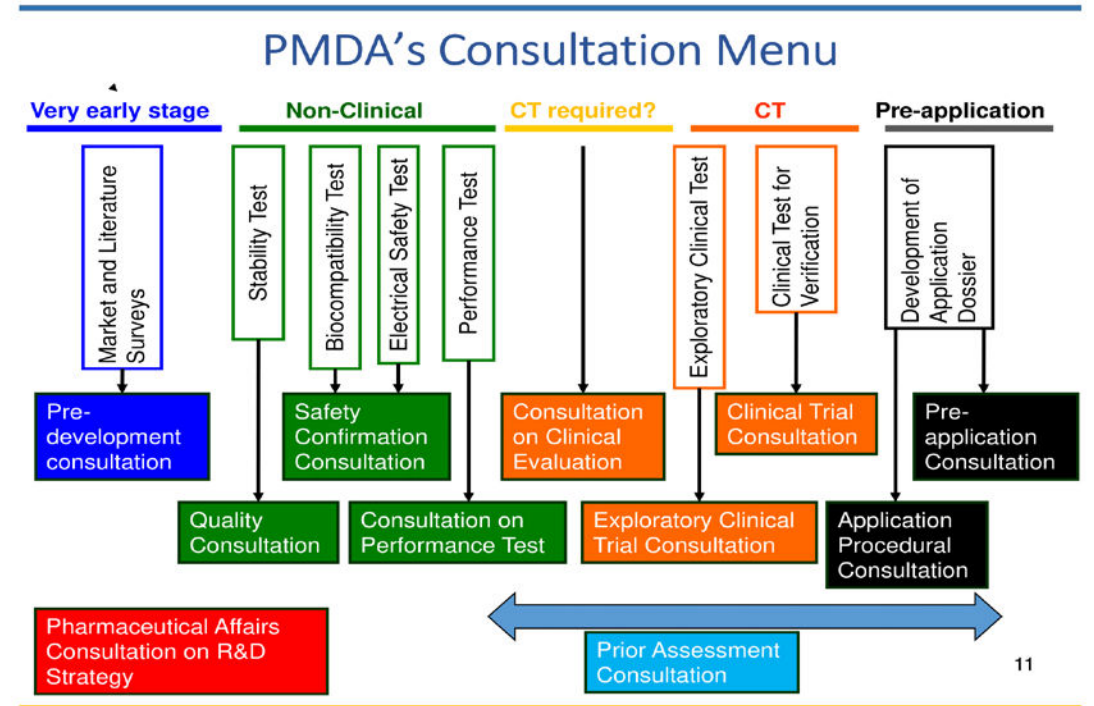 PMDA's Consultation Menu
Very early stage
Non-Clinical
CT required?
CT
Pre-application
Market and Literature
Surveys
Stability Test
Biocompatibility Test
Electrical Safety Test
Performance Test
Exploratory Clinical Test
Clinical Test for
Verification
Development of
Application
Dossier
Pre-
development
consultation
Safety
Confirmation
Consultation
Consultation
on Clinical
Evaluation
Clinical Trial
Consultation
Pre-
application
Consultation
Quality
Consultation
Consultation on
Performance Test
Exploratory Clinical
Trial Consultation
Application
Procedural
Consultation
Pharmaceutical Affairs
Consultation on R&D
Strategy
Prior Assessment
Consultation
11